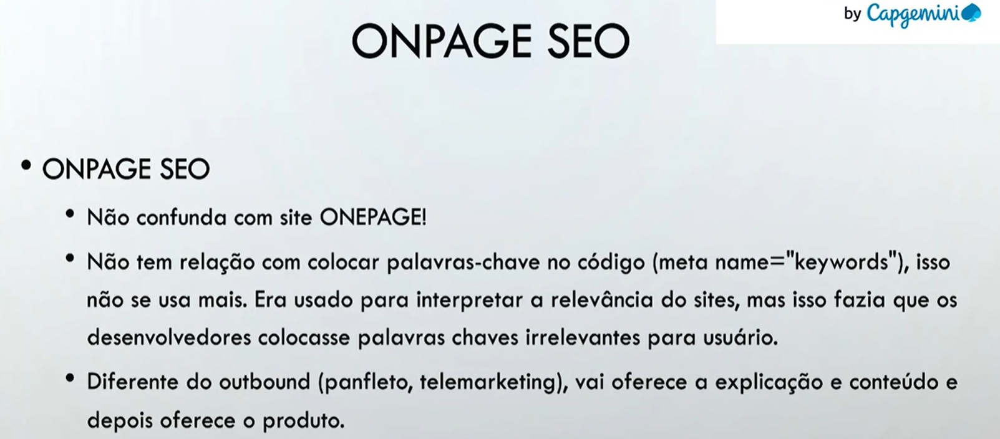 by Capgemini
ONPAGE SEO
• ONPAGE SEO
• Não confunda com site ONEPAGE!
• Não tem relação com colocar palavras-chave no código (meta name="keywords"), isso
não se usa mais. Era usado para interpretar a relevância do sites, mas isso fazia que os
desenvolvedores colocasse palavras chaves irrelevantes para usuário.
• Diferente do outbound (panfleto, telemarketing), vai oferece a explicação e conteúdo e
depois oferece o produto.